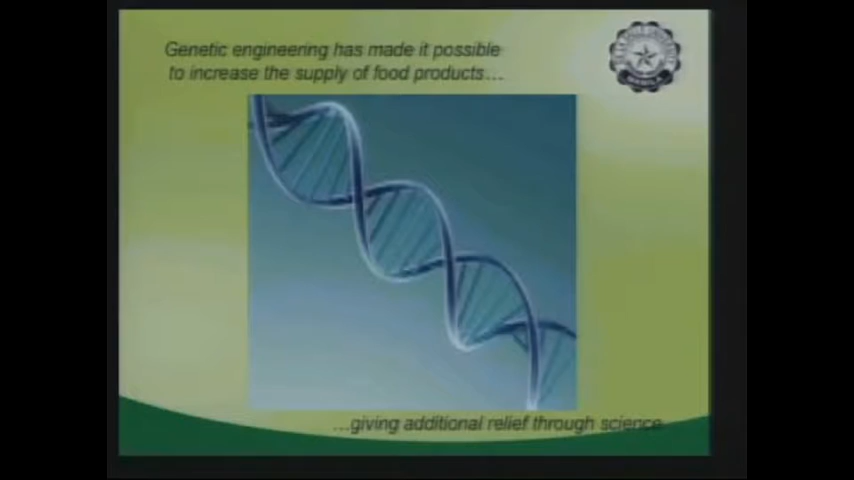 Genetic engineering has made it possible
to increase the supply of food products...
...giving additional relief through science